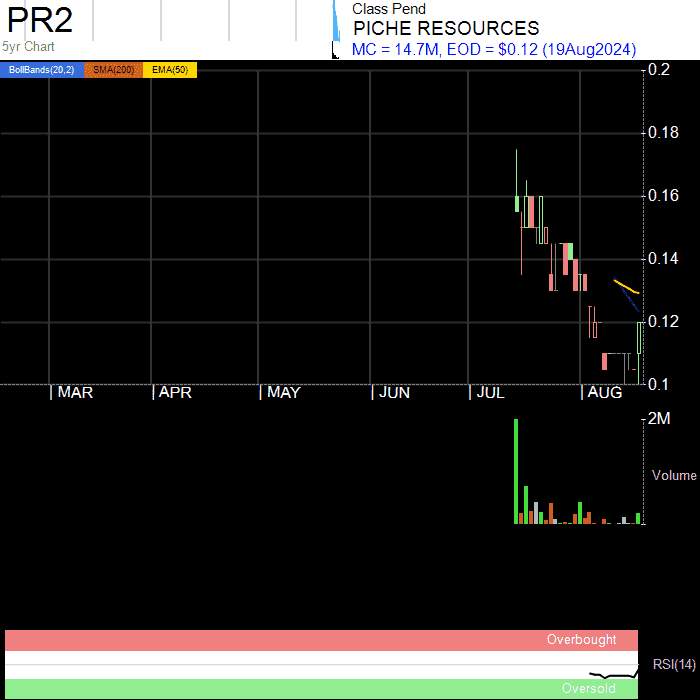 PR2
5yr Chart
Class Pend
PICHE RESOURCES
MC = 14.7M, EOD = $0.12 (19Aug2024)
BollBands(20,2) SMA(200) EMA(50)
0.2
0.18
0.16
0.14
0.12
0.1
MAR APR MAY JUN JUL AUG
2M
Volume
Overbought
RSI(14)
Oversold